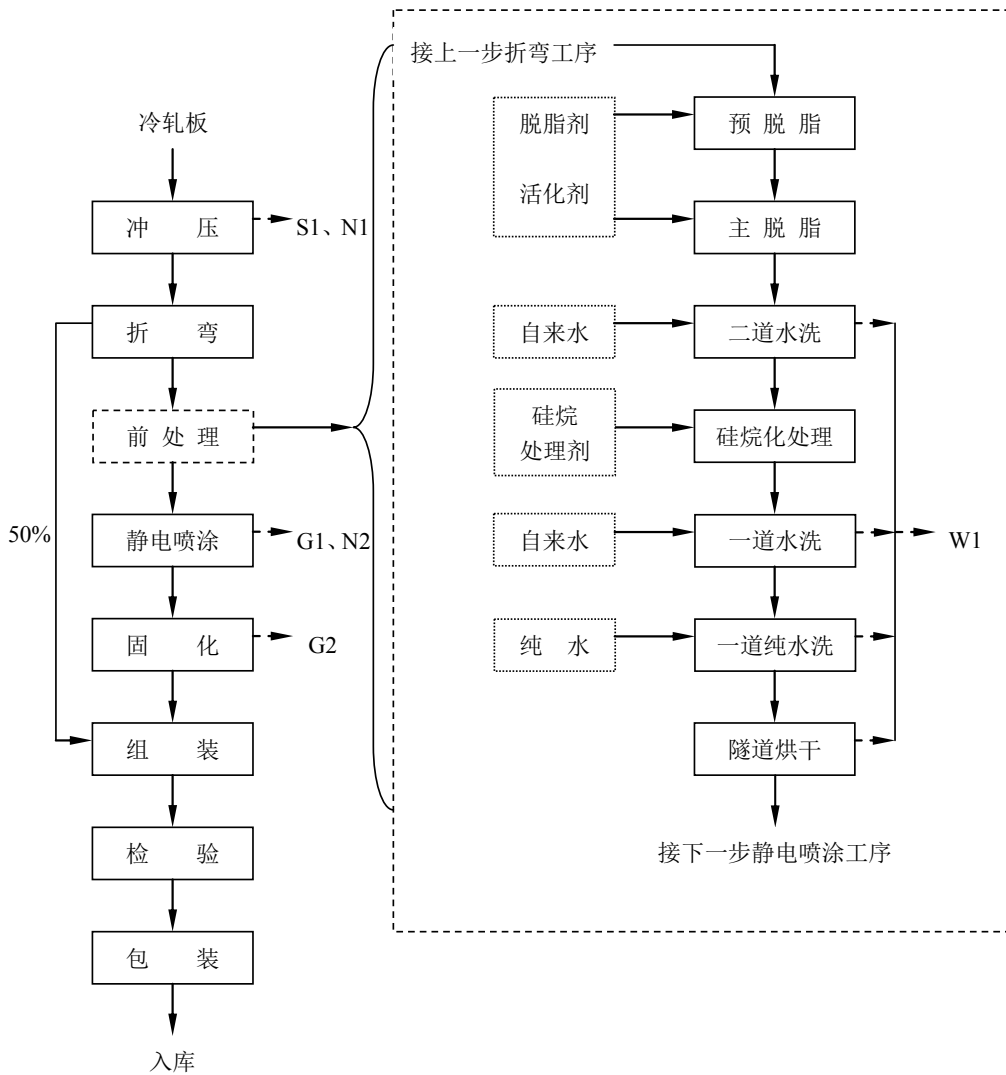 冷轧板
冲 压
S1、N1
折 弯
前 处 理
50%
静电喷涂
G1、N2
固 化
G2
组 装
检 验
包 装
入库
接上一步折弯工序
脱脂剂
预 脱 脂
活化剂
主 脱 脂
自来水
二道水洗
硅烷
处理剂
硅烷化处理
自来水
一道水洗
W1
纯 水
一道纯水洗
隧道烘干
接下一步静电喷涂工序